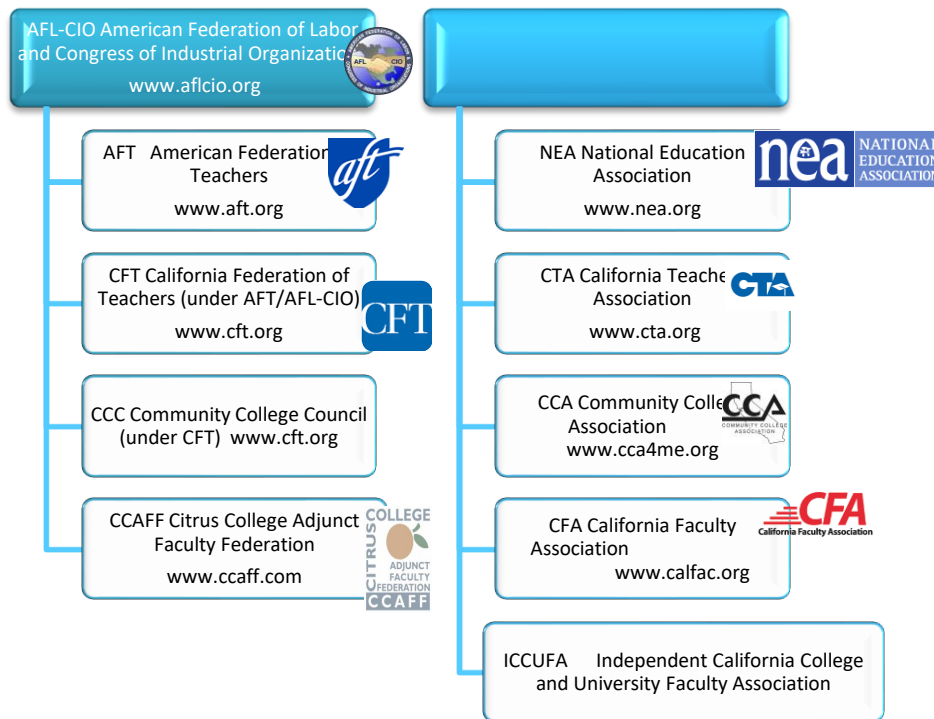 AFL-CIO American Federation of Labor
and Congress of Industrial Organizatio
www.aflcio.org
AFL CIO
AFT American Federation
Teachers
www.aft.org
aft
CFT California Federation of
Teachers (under AFT/AFL-CIO)
www.cft.org
CFT
CCC Community College Council
(under CFT) www.cft.org
CCAFF Citrus College Adjunct
Faculty Federation
www.ccaff.com
CITRUS
COLLEGE
ADJUNCT
FACULTY
FEDERATION
CCAFF
NEA National Education
Association
www.nea.org
nea
NATIONAL
EDUCATION
ASSOCIATION
CTA California Teache
Association
www.cta.org
CTA
CCA Community Colle
Association
www.cca4me.org
CCA
COMMUNITY COLLEGE
ASSOCIATION
CFA California Faculty
Association
www.calfac.org
CFA
California Faculty Association
ICCUFA Independent California College
and University Faculty Association